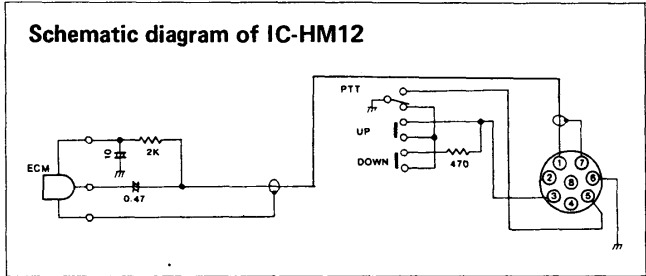 Schematic diagram of IC-HM12
PTT
UP
DOWN
470
ECM
10
2K
0.47
1
7
2
8
6
3
5
4